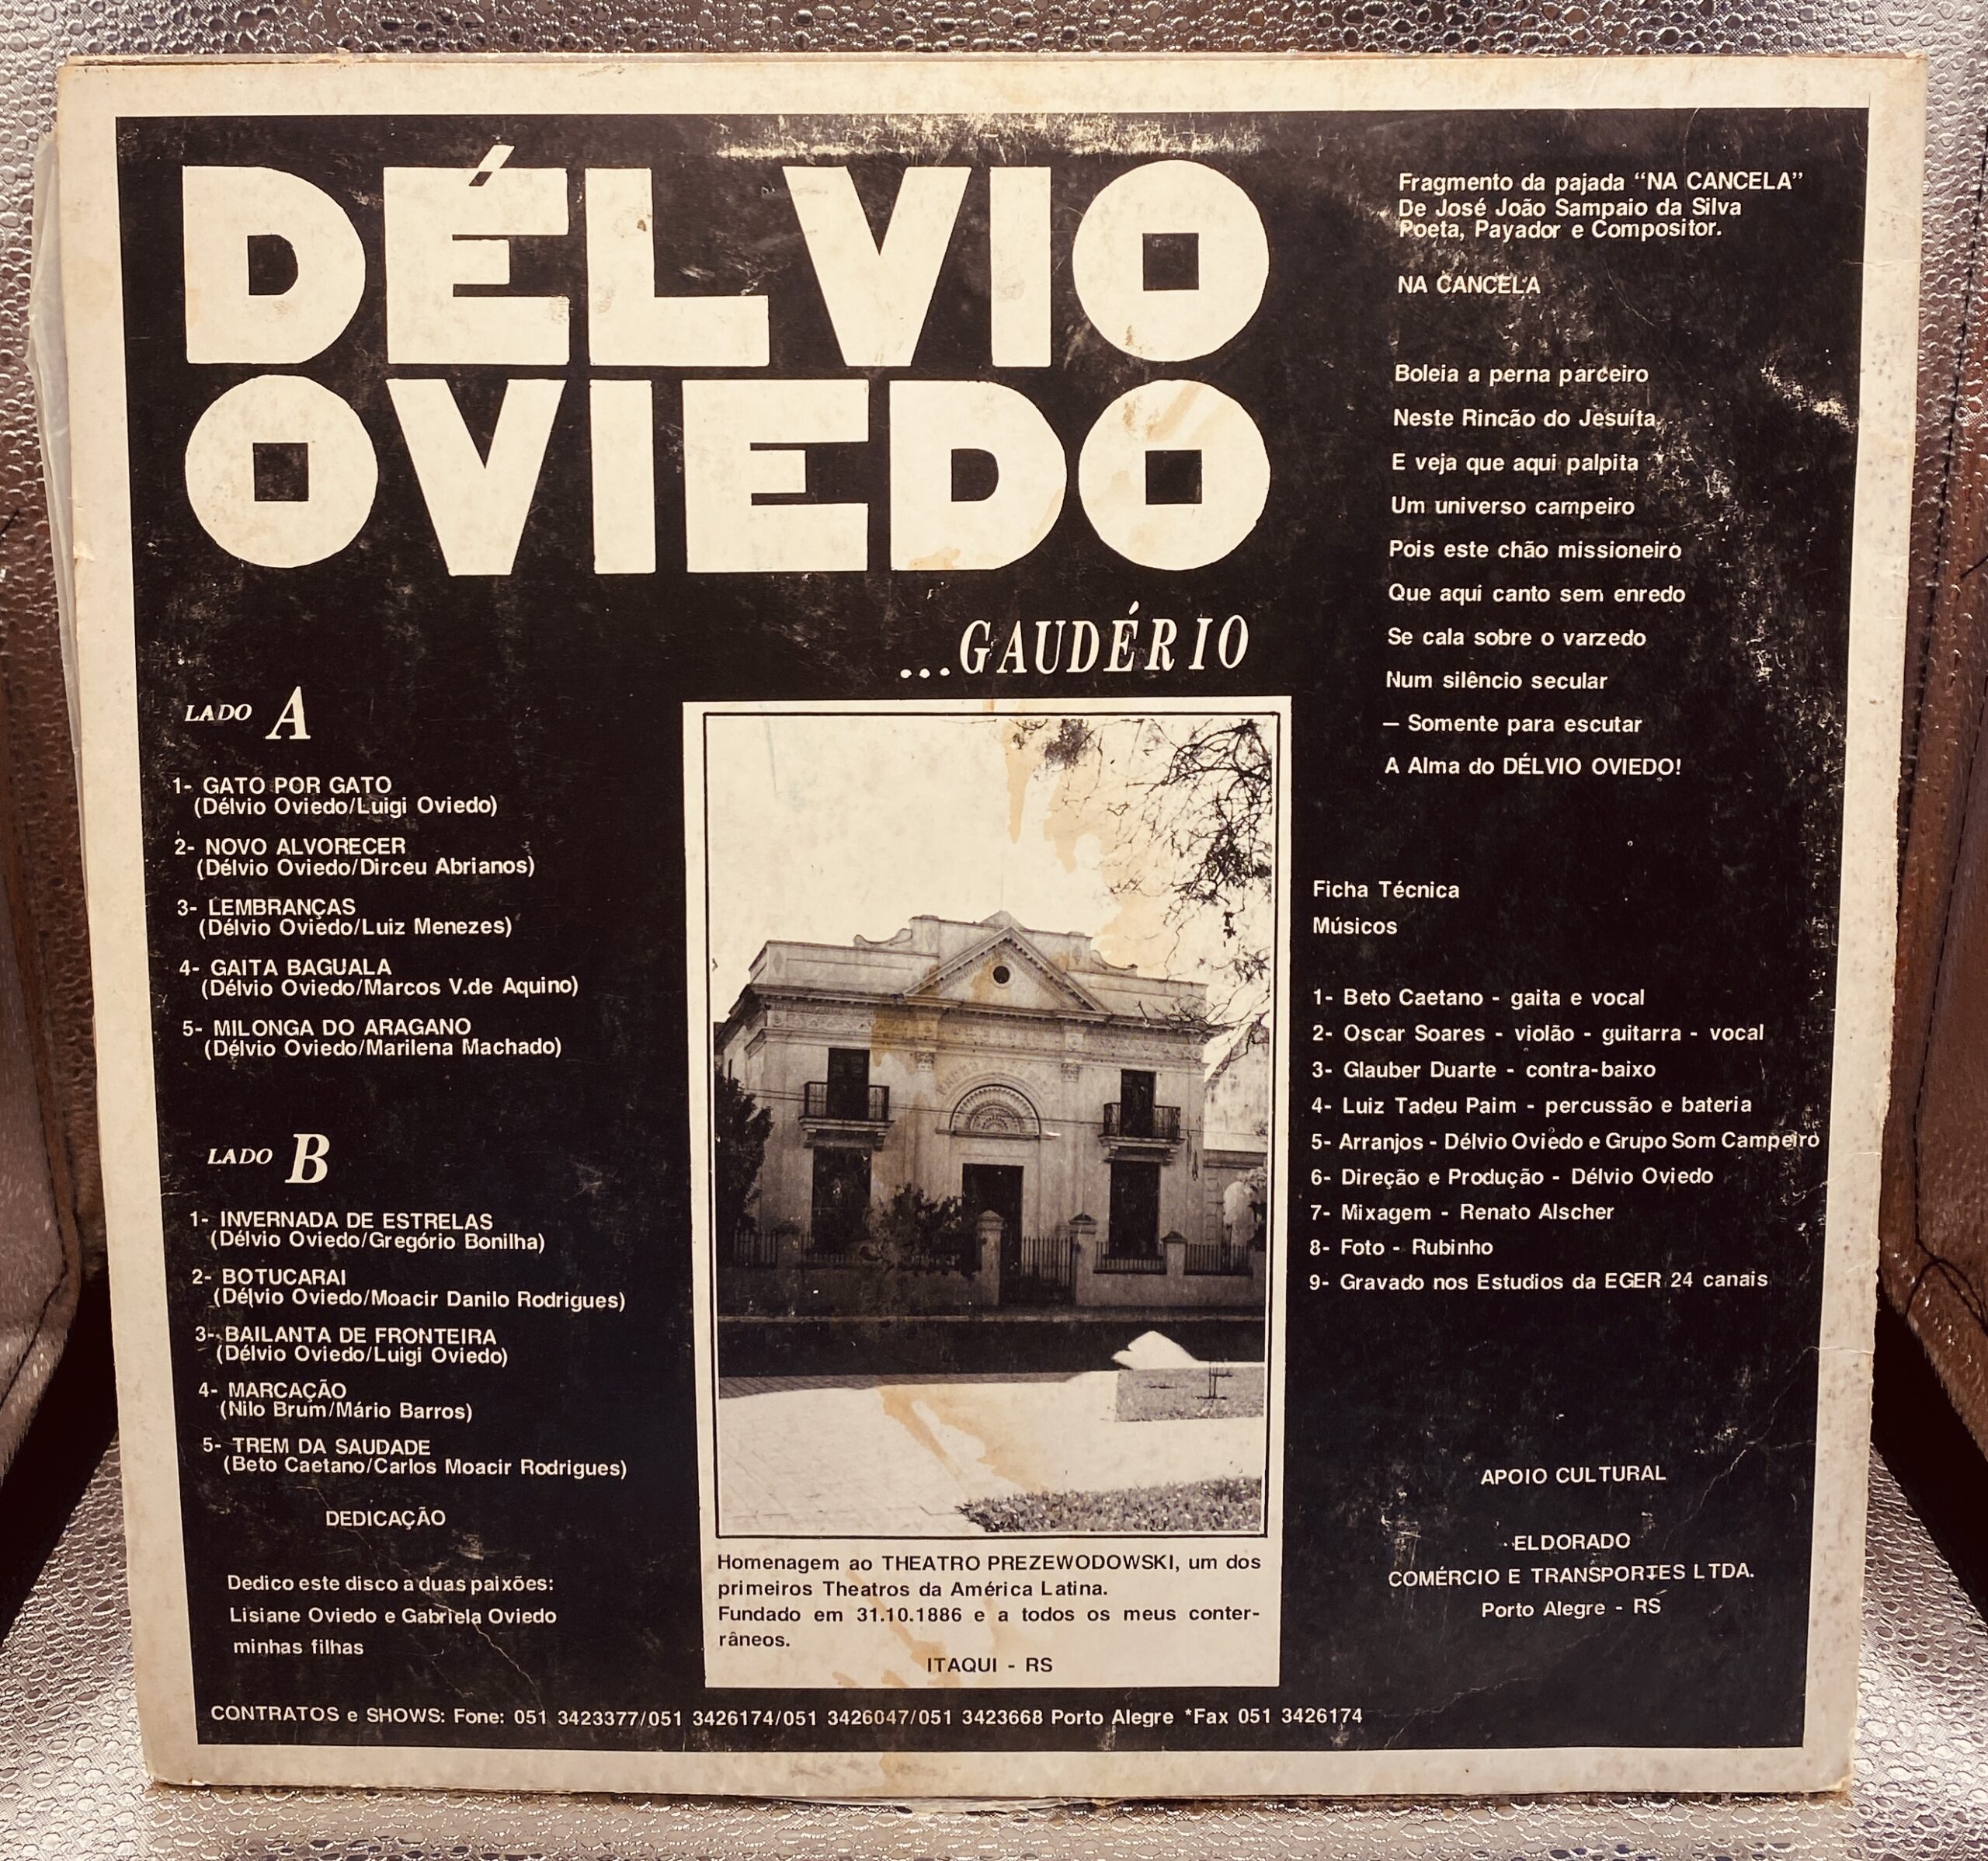 DÉLVIO
OVIEDO
...GAUDÉRIO
LADO A
1- GATO POR GATO
(Délvio Oviedo/Luigi Oviedo)
2- NOVO ALVORECER
(Délvio Oviedo/Dirceu Abrianos)
3- LEMBRANÇAS
(Délvio Oviedo/Luiz Menezes)
4- GAITA BAGUALA
(Délvio Oviedo/Marcos V.de Aquino)
5- MILONGA DO ARAGANO
(Délvio Oviedo/Marilena Machado)
LADO B
1- INVERNADA DE ESTRELAS
(Délvio Oviedo/Gregório Bonilha)
2- BOTUCARAI
(Délvio Oviedo/Moacir Danilo Rodrigues)
3- BAILANTA DE FRONTEIRA
(Délvio Oviedo/Luigi Oviedo)
4- MARCAÇÃO
(Nilo Brum/Mário Barros)
5- TREM DA SAUDADE
(Beto Caetano/Carlos Moacir Rodrigues)
DEDICAÇÃO
Dedico este disco a duas paixões:
Lisiane Oviedo e Gabriela Oviedo
minhas filhas
Homenagem ao THEATRO PREZEWODOWSKI, um dos
primeiros Theatros da América Latina.
Fundado em 31.10.1886 e a todos os meus conter-
râneos.
ITAQUI - RS
Fragmento da pajada “NA CANCELA”
De José João Sampaio da Silva
Poeta, Payador e Compositor.
NA CANCELA
Boleia a perna parceiro
Neste Rincão do Jesuíta
E veja que aqui palpita
Um universo campeiro
Pois este chão missioneiro
Que aqui canto sem enredo
Se cala sobre o varzedo
Num silêncio secular
— Somente para escutar
A Alma do DÉLVIO OVIEDO!
Ficha Técnica
Músicos
1- Beto Caetano - gaita e vocal
2- Oscar Soares - violão - guitarra - vocal
3- Glauber Duarte - contra-baixo
4- Luiz Tadeu Paim - percussão e bateria
5- Arranjos - Délvio Oviedo e Grupo Som Campeiro
6- Direção e Produção - Délvio Oviedo
7- Mixagem - Renato Alscher
8- Foto - Rubinho
9- Gravado nos Estudios da EGER 24 canais
APOIO CULTURAL
ELDORADO
COMÉRCIO E TRANSPORTES LTDA.
Porto Alegre - RS
CONTRATOS e SHOWS: Fone: 051 3423377/051 3426174/051 3426047/051 3423668 Porto Alegre *Fax 051 3426174